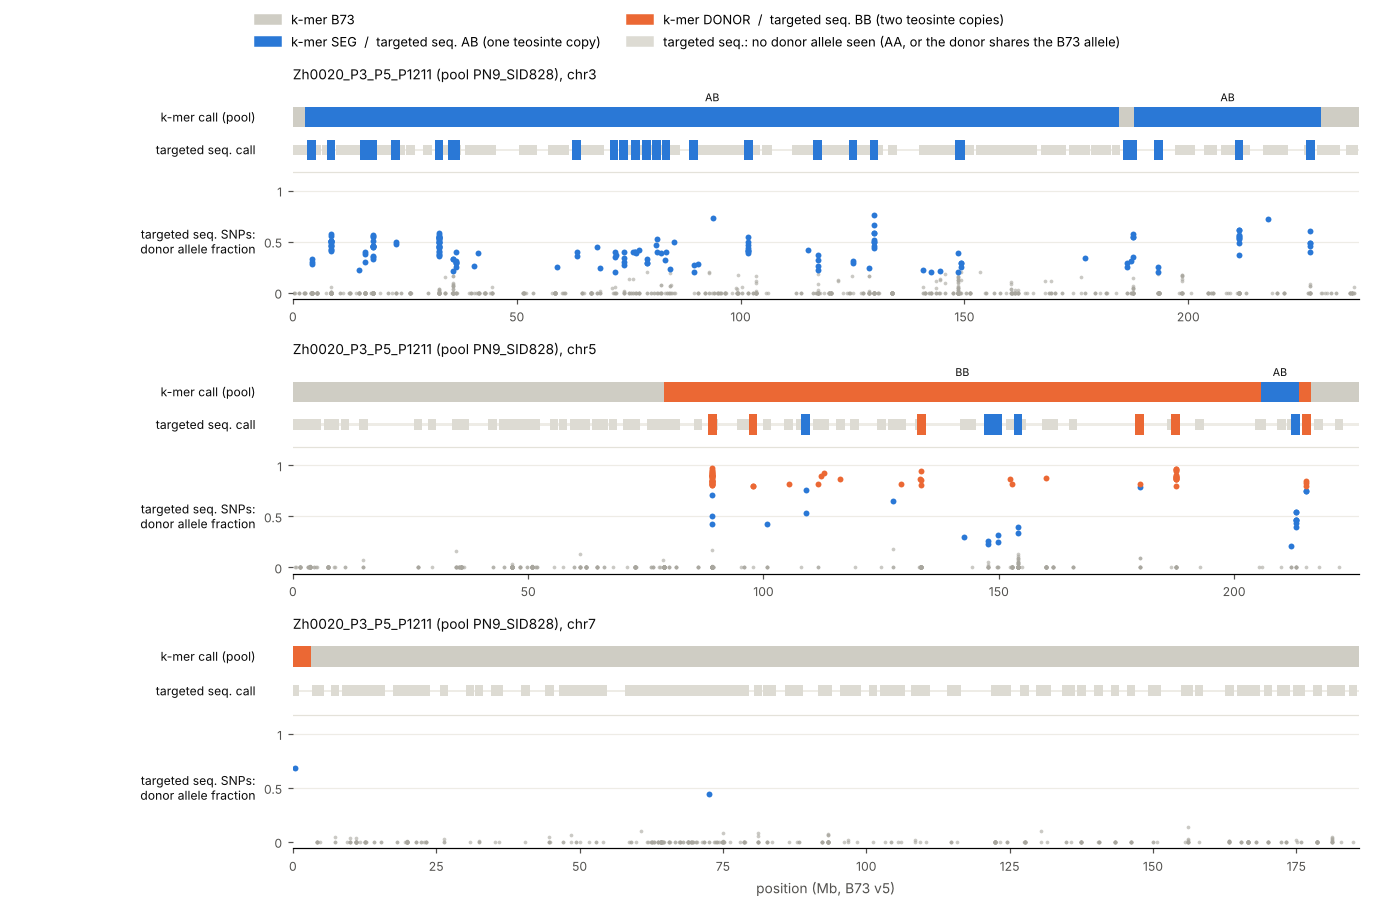 k-mer B73
k-mer DONOR / targeted seq. BB (two teosinte copies)
k-mer SEG / targeted seq. AB (one teosinte copy)
targeted seq.: no donor allele seen (AA, or the donor shares the B73 allele)
Zh0020_P3_P5_P1211 (pool PN9_SID828), chr3
AB AB
k-mer call (pool)
targeted seq. call
1
targeted seq. SNPs:
donor allele fraction
0.5
0
0 50 100 150 200
Zh0020_P3_P5_P1211 (pool PN9_SID828), chr5
BB AB
k-mer call (pool)
targeted seq. call
1
targeted seq. SNPs:
donor allele fraction
0.5
0
0 50 100 150 200
Zh0020_P3_P5_P1211 (pool PN9_SID828), chr7
k-mer call (pool)
targeted seq. call
1
targeted seq. SNPs:
donor allele fraction
0.5
0
0 25 50 75 100 125 150 175
position (Mb, B73 v5)